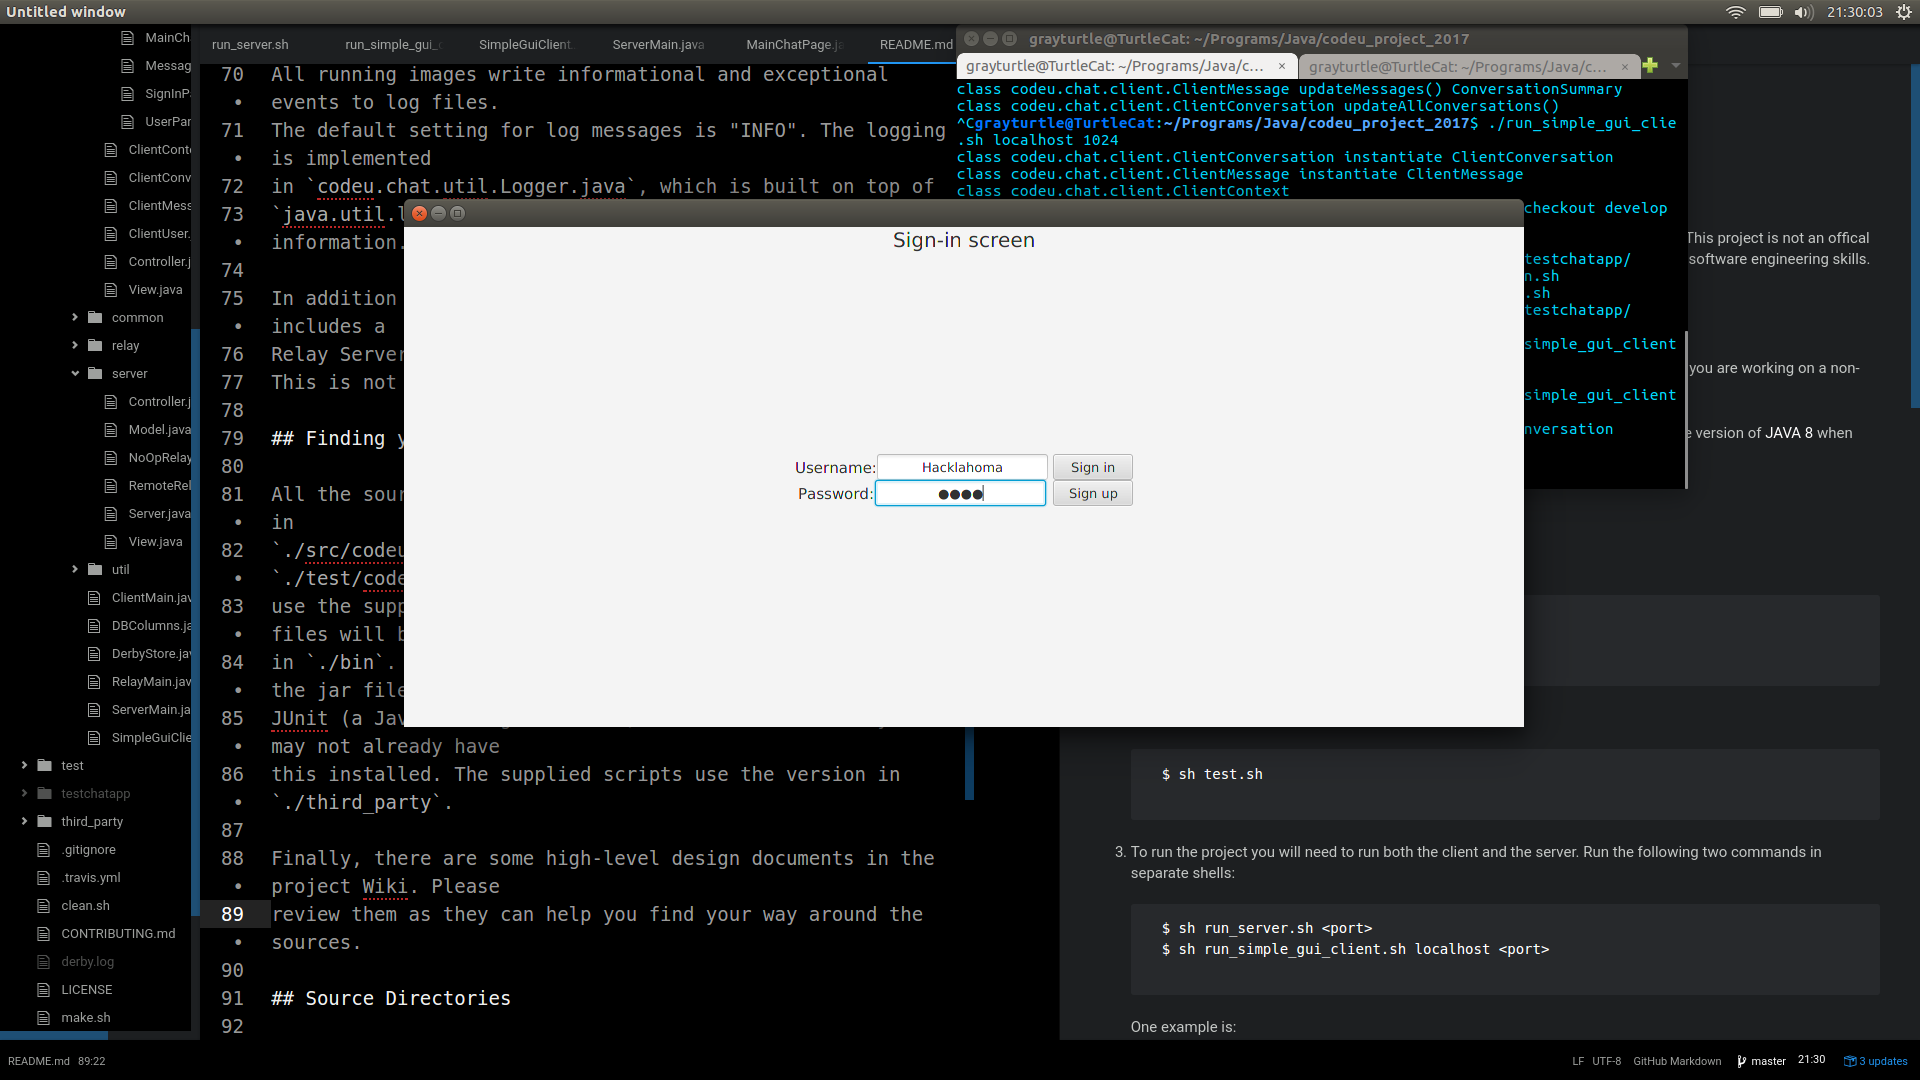 Untitled window
21:30:03
MainCh
Messag
SignInP
UserPar
ClientConte
ClientConv
ClientMess
ClientUser.
Controller.j
View.java
common
relay
server
Controller.j
Model.java
NoOpRelay
RemoteRel
Server.java
View.java
util
ClientMain.jav
DBColumns.ja
DerbyStore.jav
RelayMain.jav
ServerMain.ja
SimpleGuiClie
test
testchatapp
third_party
.gitignore
.travis.yml
clean.sh
CONTRIBUTING.md
derby.log
LICENSE
make.sh
run_server.sh
run_simple_gui_c
SimpleGuiClient.
ServerMain.java
MainChatPage.ja
README.md
70 All running images write informational and exceptional
• events to log files.
71 The default setting for log messages is "INFO". The logging
• is implemented
72 in `codeu.chat.util.Logger.java`, which is built on top of
73 `java.util.l
• information.
74
75 In addition
• includes a
76 Relay Server
77 This is not
78
79 ## Finding y
80
81 All the sour
• in
82 `./src/codeu
• `./test/code
83 use the supp
• files will b
84 in `./bin`.
• the jar file
85 JUnit (a Jav
• may not already have
86 this installed. The supplied scripts use the version in
• `./third_party`.
87
88 Finally, there are some high-level design documents in the
• project Wiki. Please
89 review them as they can help you find your way around the
• sources.
90
91 ## Source Directories
92
grayturtle@TurtleCat: ~/Programs/Java/codeu_project_2017
grayturtle@TurtleCat: ~/Programs/Java/c... ×
grayturtle@TurtleCat: ~/Programs/Java/c... ×
class codeu.chat.client.ClientMessage updateMessages() ConversationSummary
class codeu.chat.client.ClientConversation updateAllConversations()
^Cgrayturtle@TurtleCat:~/Programs/Java/codeu_project_2017$ ./run_simple_gui_clie
.sh localhost 1024
class codeu.chat.client.ClientConversation instantiate ClientConversation
class codeu.chat.client.ClientMessage instantiate ClientMessage
class codeu.chat.client.ClientContext
checkout develop
testchatapp/
n.sh
.sh
testchatapp/
simple_gui_client
simple_gui_client
nversation
Sign-in screen
Username: Hacklahoma Sign in
Password: ●●●● Sign up
This project is not an offical
software engineering skills.
you are working on a non-
e version of JAVA 8 when
$ sh test.sh
3. To run the project you will need to run both the client and the server. Run the following two commands in
separate shells:
$ sh run_server.sh <port>
$ sh run_simple_gui_client.sh localhost <port>
One example is:
README.md 89:22
LF UTF-8 GitHub Markdown master 21:30 3 updates